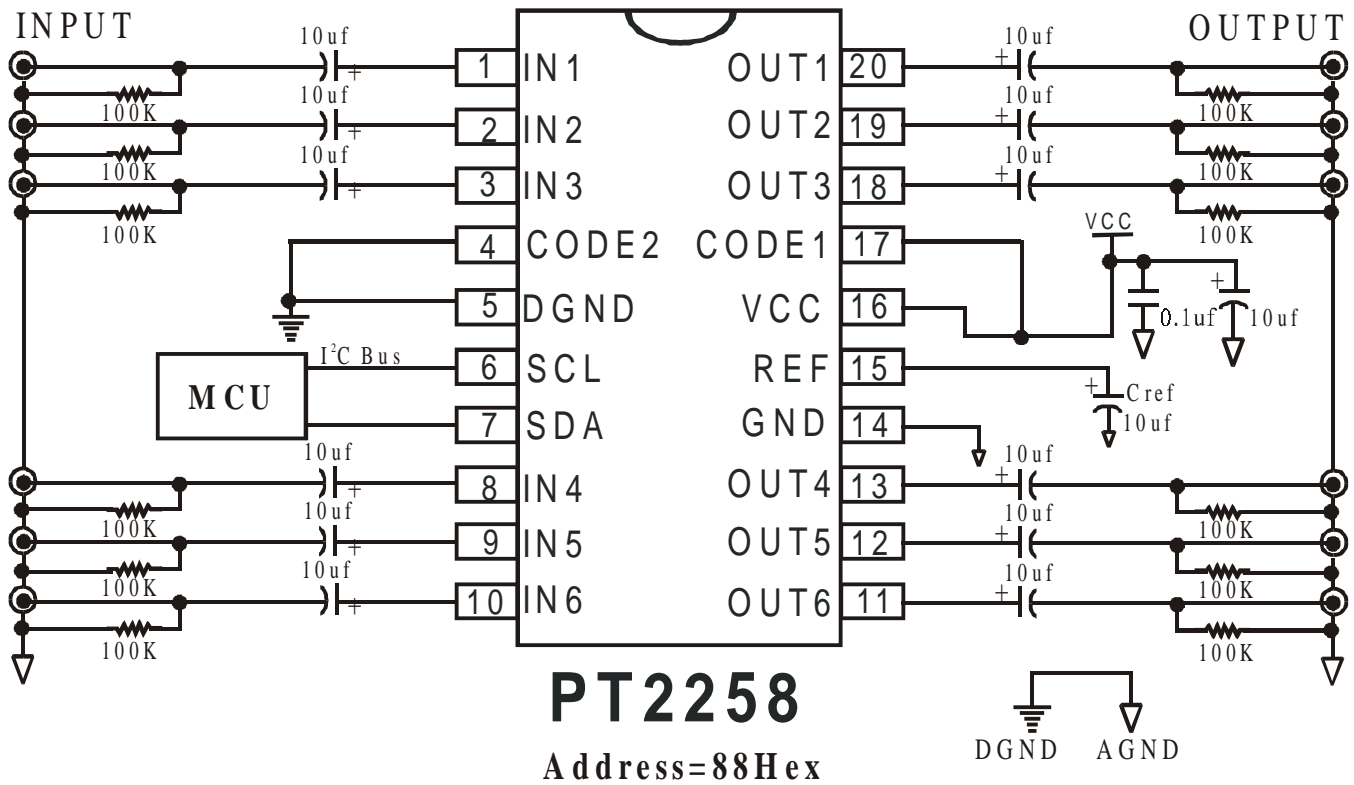 INPUT
OUTPUT
10uf
1
IN1
OUT1
20
10uf
100K
100K
10uf
2
IN2
OUT2
19
10uf
100K
100K
10uf
3
IN3
OUT3
18
10uf
100K
100K
4
CODE2
CODE1
17
VCC
5
DGND
VCC
16
0.1uf
10uf
MCU
I²C Bus
6
SCL
REF
15
+
Cref
10uf
7
SDA
GND
14
10uf
8
IN4
OUT4
13
10uf
100K
100K
10uf
9
IN5
OUT5
12
10uf
100K
100K
10uf
10
IN6
OUT6
11
10uf
100K
100K
PT2258
Address=88Hex
DGND
AGND